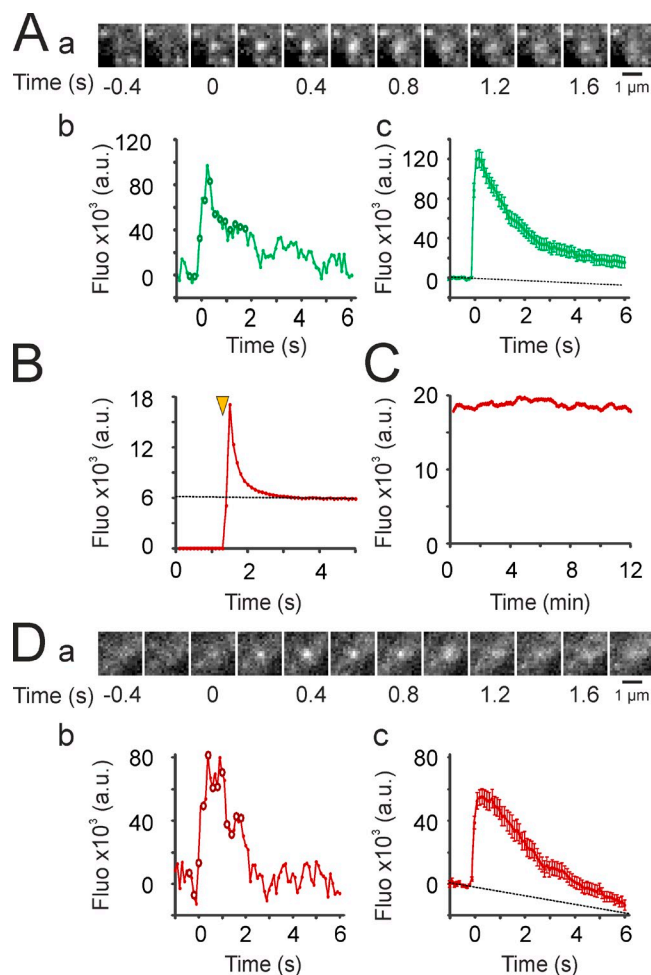 A a
Time (s) -0.4 0 0.4 0.8 1.2 1.6 1 µm
b
Fluo x10³ (a.u.)
120
80
40
0
0 2 4 6
Time (s)
c
Fluo x10³ (a.u.)
120
80
40
0
0 2 4 6
Time (s)
B
Fluo x10³ (a.u.)
18
12
6
0
0 2 4
Time (s)
C
Fluo x10³ (a.u.)
20
10
0
0 4 8 12
Time (min)
D a
Time (s) -0.4 0 0.4 0.8 1.2 1.6 1 µm
b
Fluo x10³ (a.u.)
80
40
0
0 2 4 6
Time (s)
c
Fluo x10³ (a.u.)
80
40
0
0 2 4 6
Time (s)